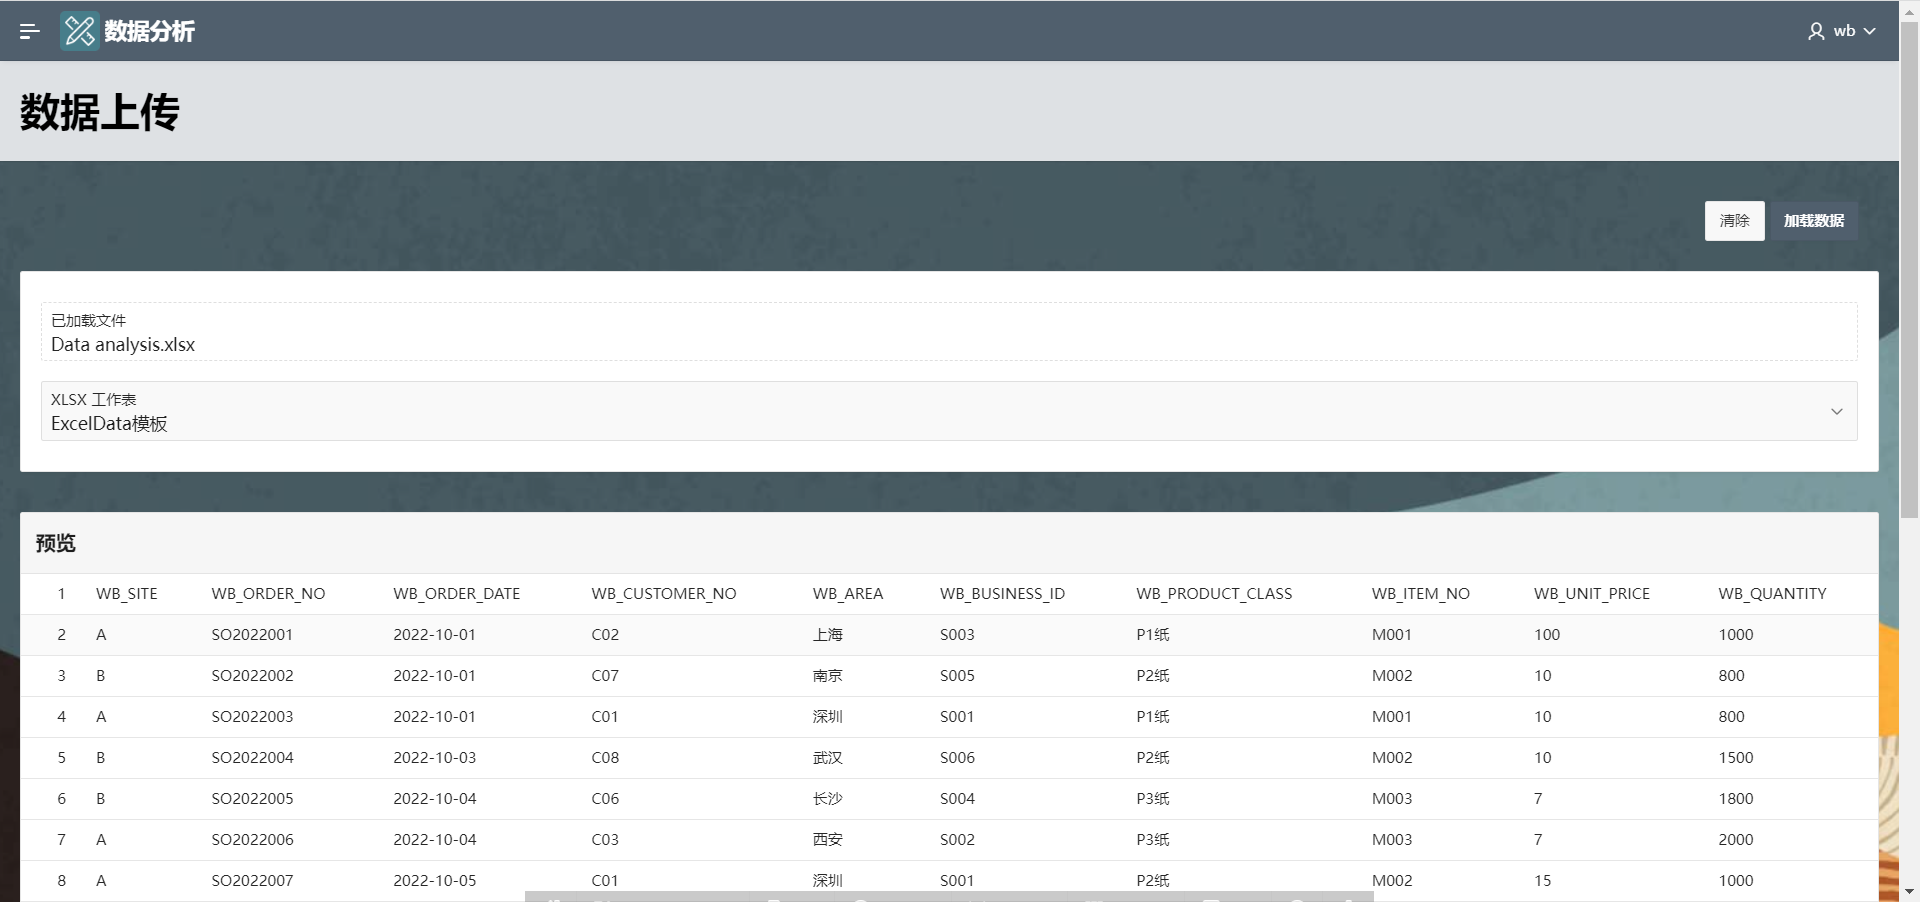 数据分析
wb
数据上传
清除 加载数据
已加载文件
Data analysis.xlsx
XLSX 工作表
ExcelData模板
预览
1 WB_SITE WB_ORDER_NO WB_ORDER_DATE WB_CUSTOMER_NO WB_AREA WB_BUSINESS_ID WB_PRODUCT_CLASS WB_ITEM_NO WB_UNIT_PRICE WB_QUANTITY
2 A SO2022001 2022-10-01 C02 上海 S003 P1纸 M001 100 1000
3 B SO2022002 2022-10-01 C07 南京 S005 P2纸 M002 10 800
4 A SO2022003 2022-10-01 C01 深圳 S001 P1纸 M001 10 800
5 B SO2022004 2022-10-03 C08 武汉 S006 P2纸 M002 10 1500
6 B SO2022005 2022-10-04 C06 长沙 S004 P3纸 M003 7 1800
7 A SO2022006 2022-10-04 C03 西安 S002 P3纸 M003 7 2000
8 A SO2022007 2022-10-05 C01 深圳 S001 P2纸 M002 15 1000